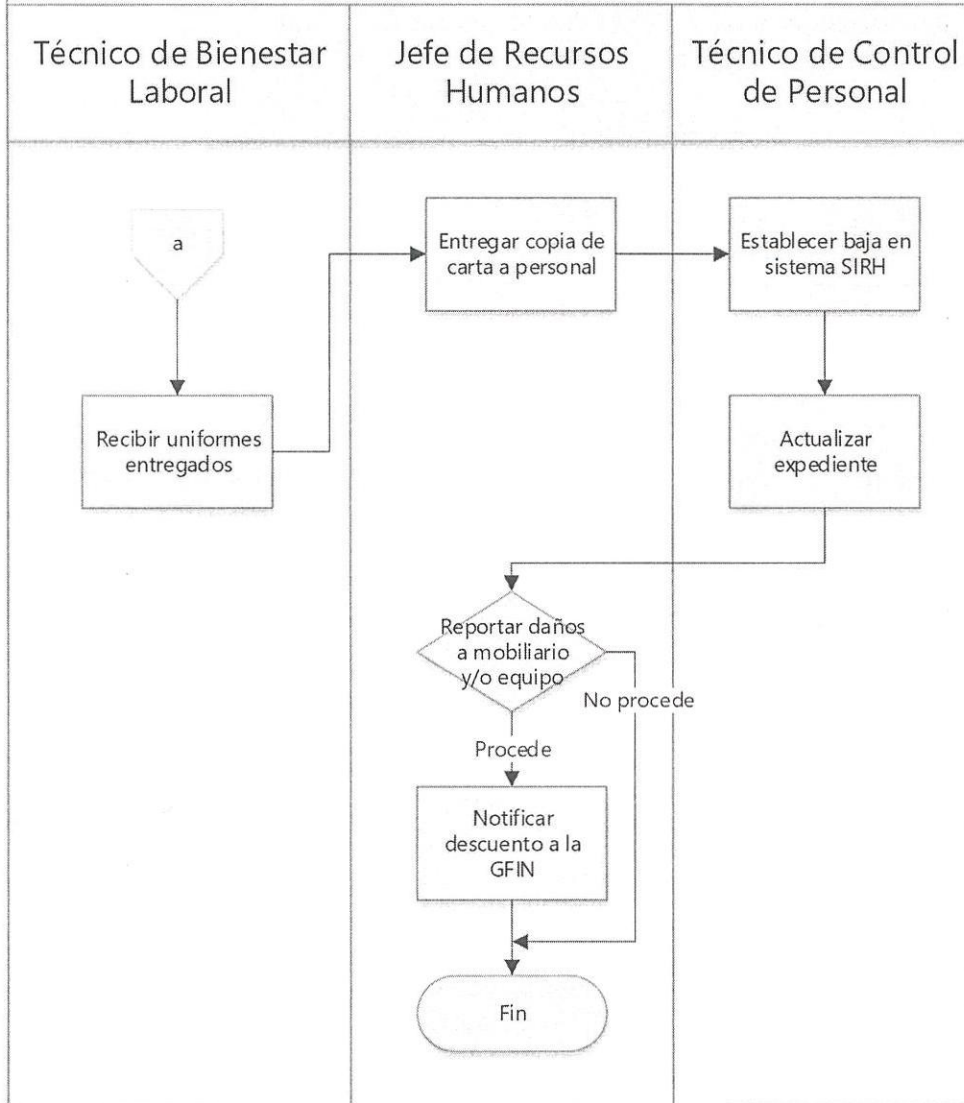 Técnico de Bienestar
Laboral
Jefe de Recursos
Humanos
Técnico de Control
de Personal
a
Entregar copia de
carta a personal
Establecer baja en
sistema SIRH
Recibir uniformes
entregados
Actualizar
expediente
Reportar daños
a mobiliario
y/o equipo
No procede
Procede
Notificar
descuento a la
GFIN
Fin